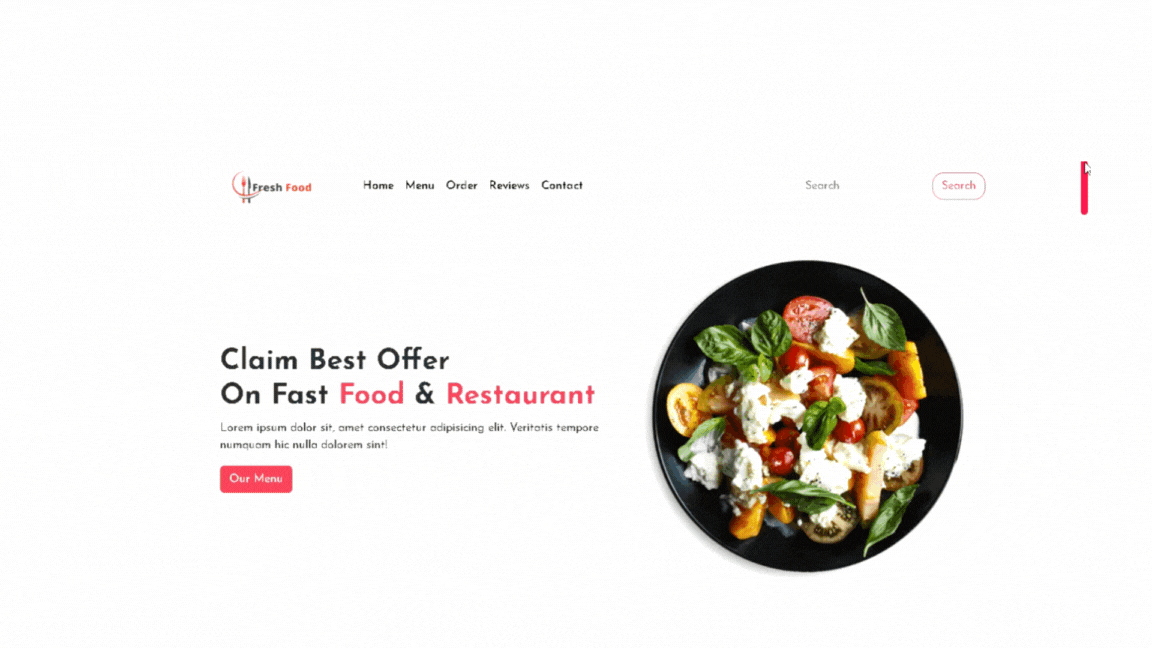 Fresh Food
Home Menu Order Reviews Contact
Search
Search
Claim Best Offer
On Fast Food & Restaurant
Lorem ipsum dolor sit, amet consectetur adipisicing elit. Veritatis tempore
numquam hic nulla dolorem sint!
Our Menu